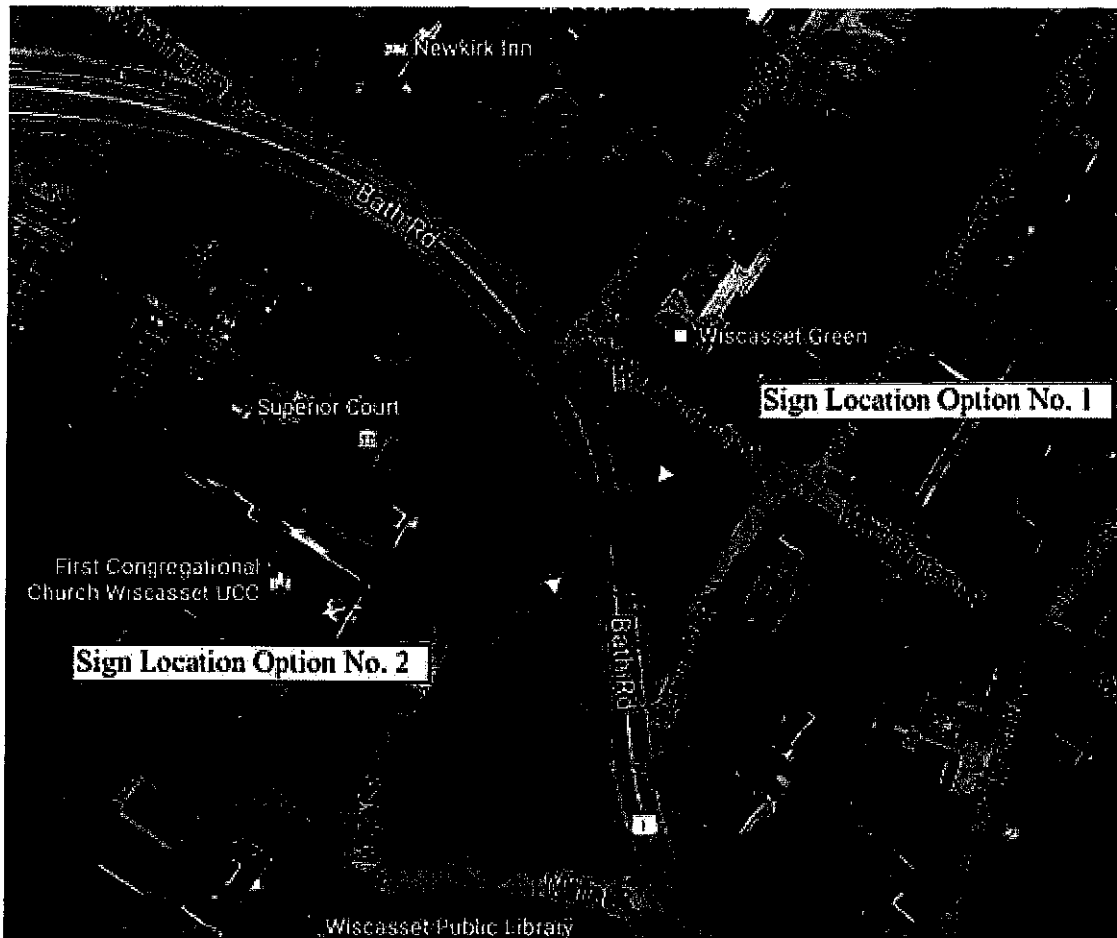 Newkirk Inn
Bath Rd
Wiscasset Green
Sign Location Option No. 1
Superior Court
First Congregational
Church Wiscasset UCC
Sign Location Option No. 2
Bath Rd
1
Wiscasset Public Library